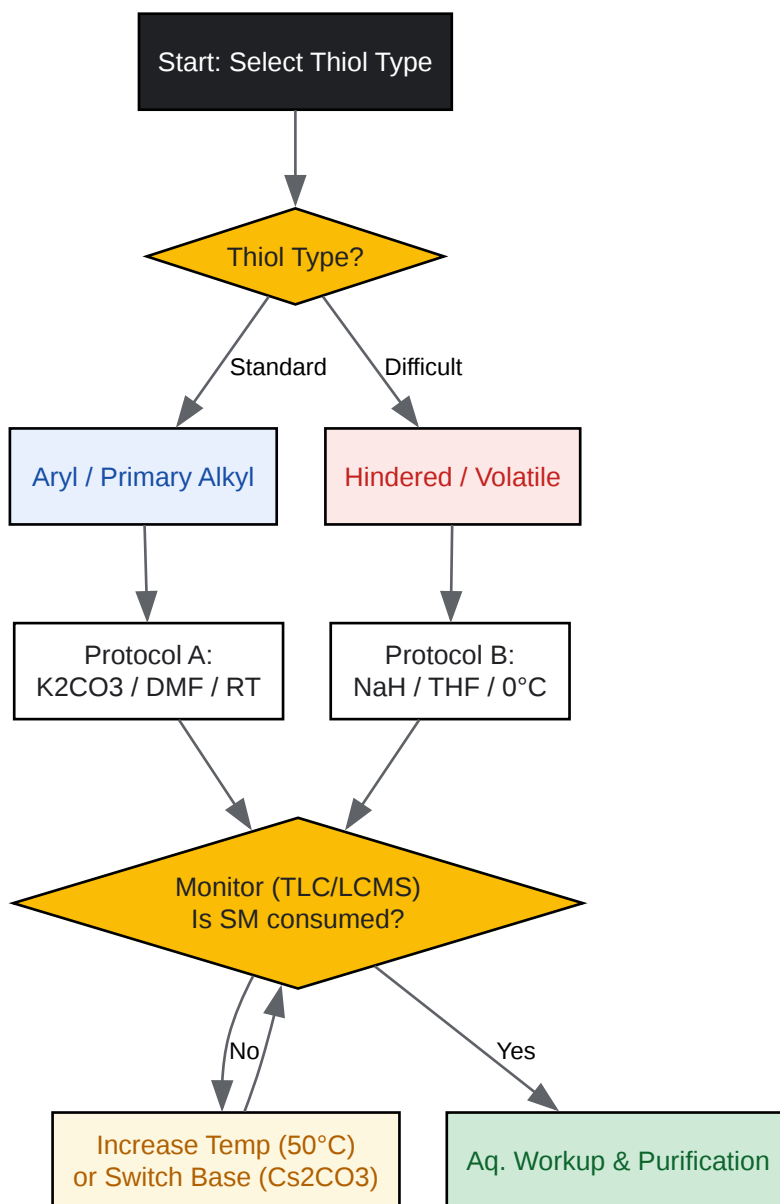 Start: Select Thiol Type
Thiol Type?
Standard
Difficult
Aryl / Primary Alkyl
Hindered / Volatile
Protocol A:
K2CO3 / DMF / RT
Protocol B:
NaH / THF / 0°C
Monitor (TLC/LCMS)
Is SM consumed?
No
Yes
Increase Temp (50°C)
or Switch Base (Cs2CO3)
Aq. Workup & Purification